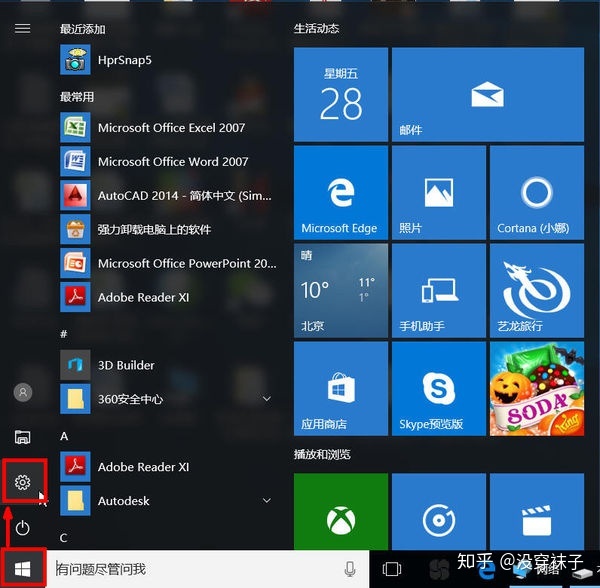 最近添加
HprSnap5
最常用
Microsoft Office Excel 2007
Microsoft Office Word 2007
AutoCAD 2014 - 简体中文 (Sim...
强力卸载电脑上的软件
Microsoft Office PowerPoint 20...
Adobe Reader XI
#
3D Builder
360安全中心
A
Adobe Reader XI
Autodesk
C
有问题尽管问我
生活动态
星期五
28
邮件
Microsoft Edge
照片
Cortana (小娜)
晴
10°
11°
1°
北京
手机助手
艺龙旅行
应用商店
Skype预览版
SODA
King
播放和浏览
网络
知乎 @没穿袜子